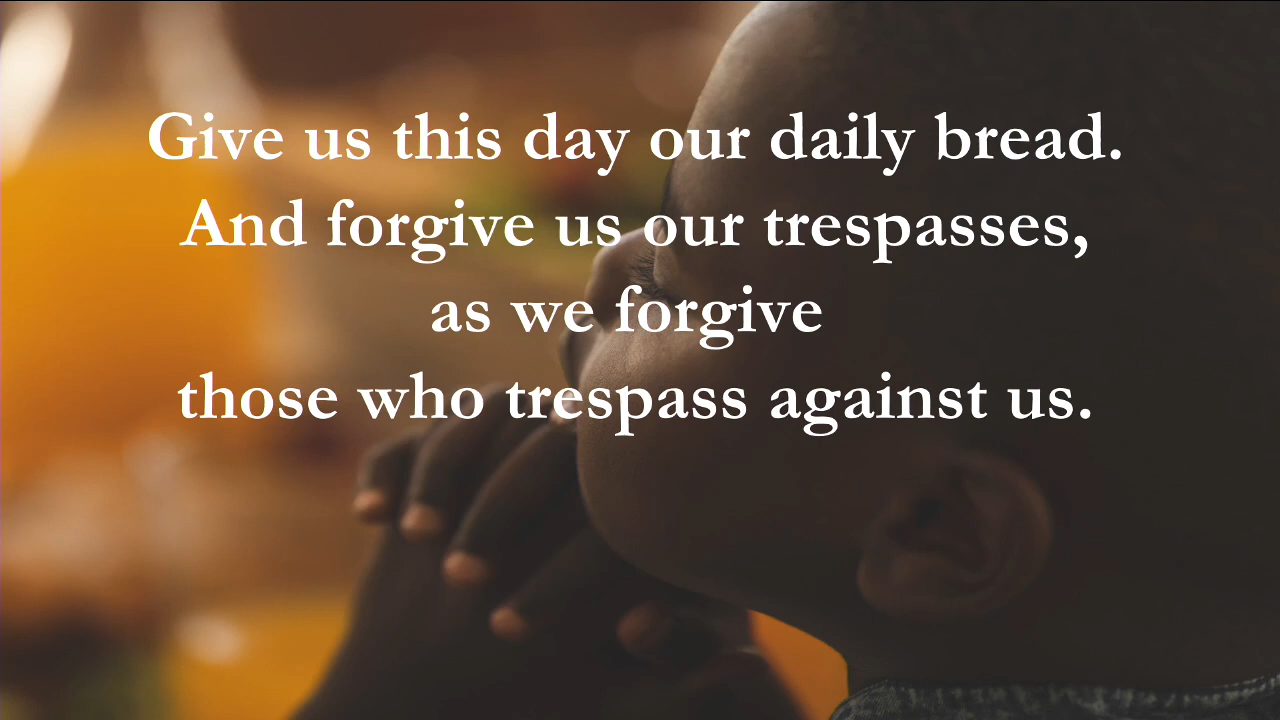 Give us this day our daily bread.
And forgive us our trespasses,
as we forgive
those who trespass against us.